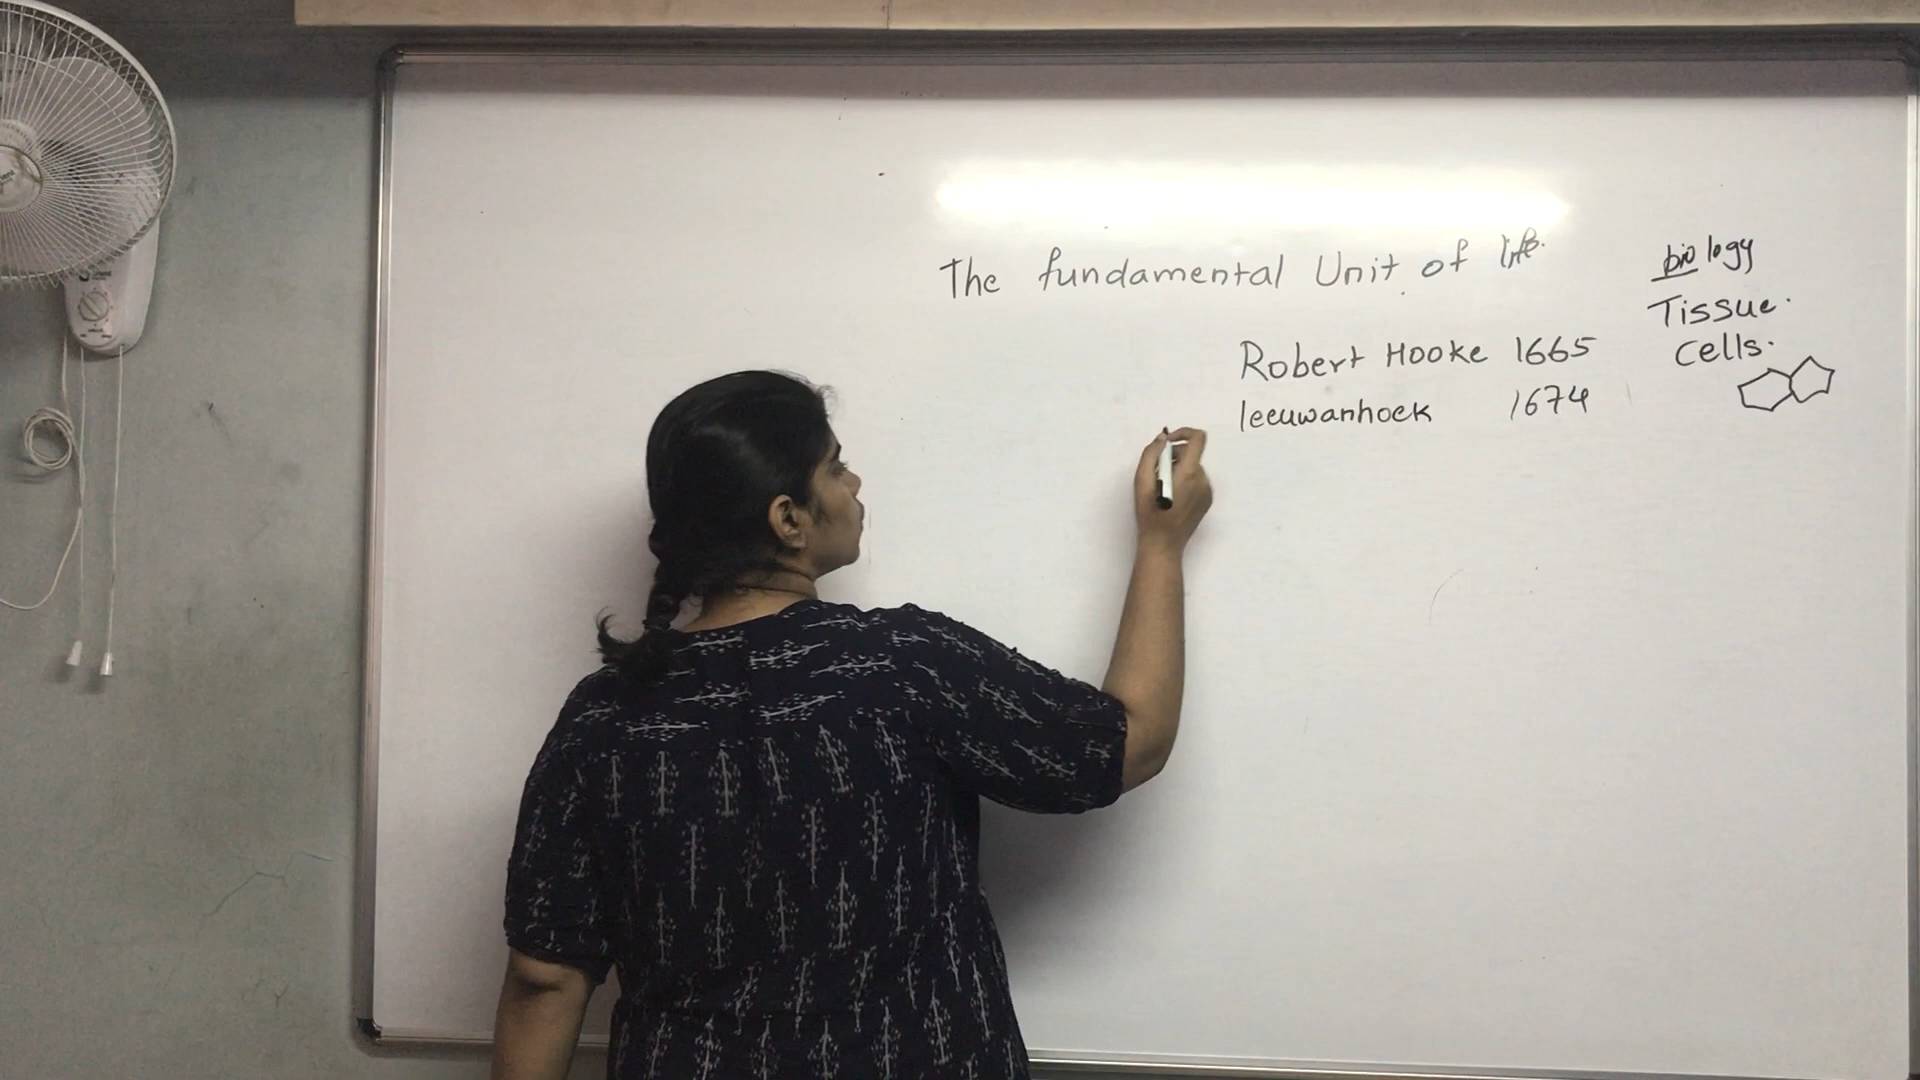 The fundamental Unit of life.
Robert Hooke 1665
leeuwanhoek 1674
biology
Tissue.
Cells.